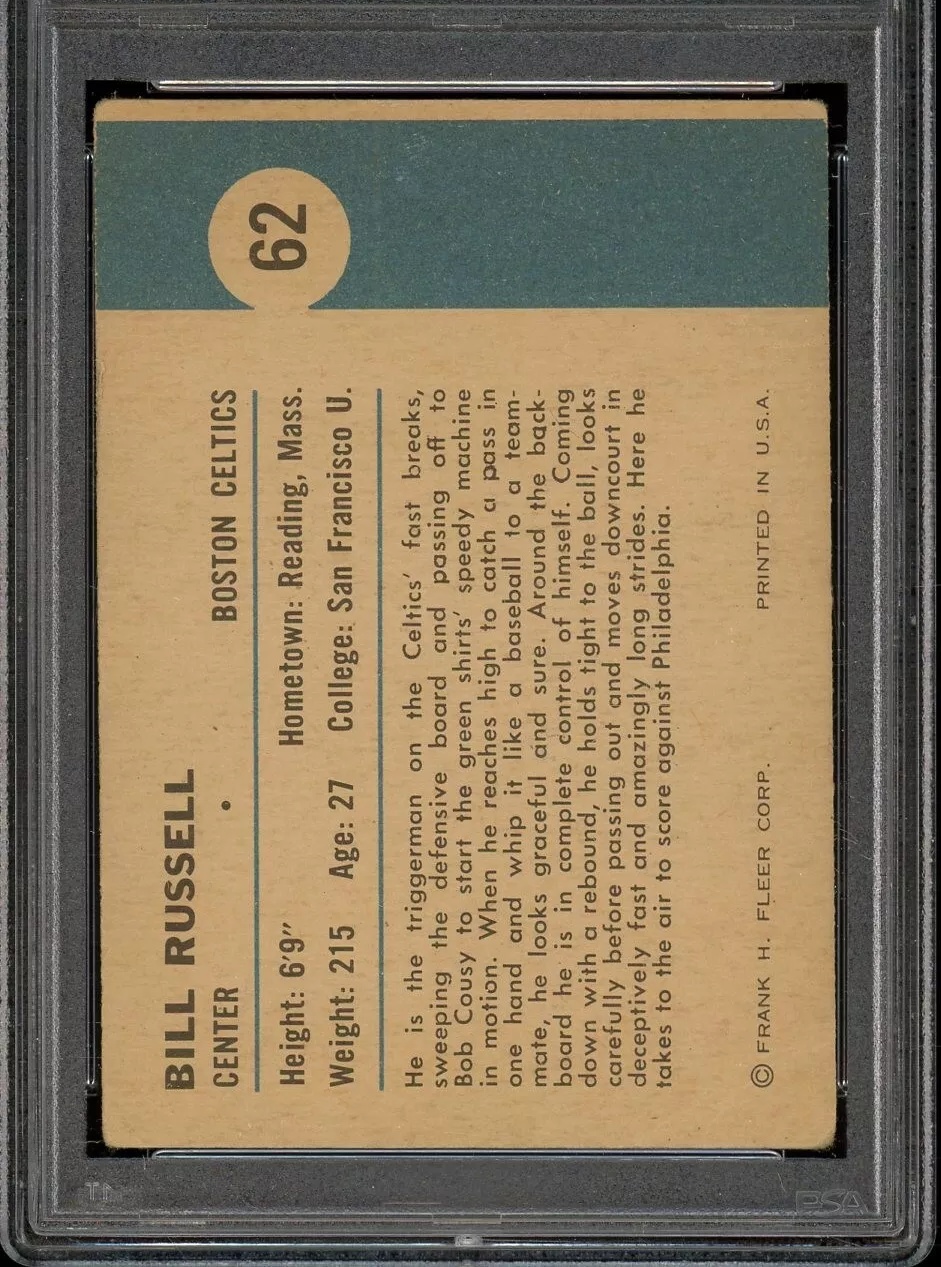 62
BILL RUSSELL
CENTER • BOSTON CELTICS
Height: 6'9" Hometown: Reading, Mass.
Weight: 215 Age: 27 College: San Francisco U.
He is the triggerman on the Celtics' fast breaks,
sweeping the defensive board and passing off to
Bob Cousy to start the green shirts' speedy machine
in motion. When he reaches high to catch a pass in
one hand and whip it like a baseball to a team-
mate, he looks graceful and sure. Around the back-
board he is in complete control of himself. Coming
down with a rebound, he holds tight to the ball, looks
carefully before passing out and moves downcourt in
deceptively fast and amazingly long strides. Here he
takes to the air to score against Philadelphia.
© FRANK H. FLEER CORP. PRINTED IN U.S.A.
PSA